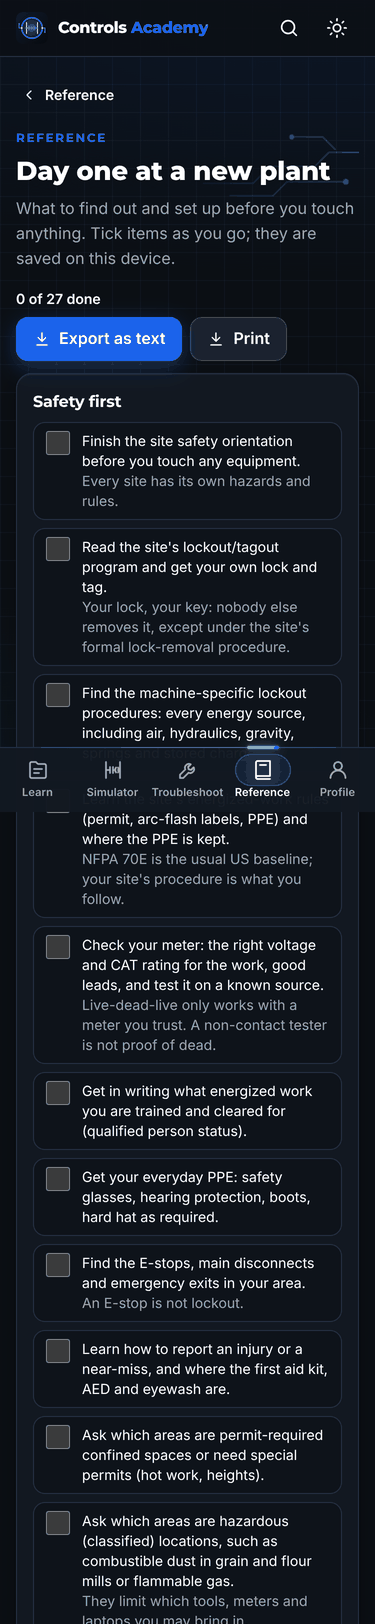 Controls Academy
Reference
REFERENCE
Day one at a new plant
What to find out and set up before you touch
anything. Tick items as you go; they are
saved on this device.
0 of 27 done
Export as text
Print
Safety first
Finish the site safety orientation
before you touch any equipment.
Every site has its own hazards and
rules.
Read the site's lockout/tagout
program and get your own lock and
tag.
Your lock, your key: nobody else
removes it, except under the site's
formal lock-removal procedure.
Find the machine-specific lockout
procedures: every energy source,
including air, hydraulics, gravity,
Learn
Simulator
Troubleshoot
Reference
Profile
(permit, arc-flash labels, PPE) and
where the PPE is kept.
NFPA 70E is the usual US baseline;
your site's procedure is what you
follow.
Check your meter: the right voltage
and CAT rating for the work, good
leads, and test it on a known source.
Live-dead-live only works with a
meter you trust. A non-contact tester
is not proof of dead.
Get in writing what energized work
you are trained and cleared for
(qualified person status).
Get your everyday PPE: safety
glasses, hearing protection, boots,
hard hat as required.
Find the E-stops, main disconnects
and emergency exits in your area.
An E-stop is not lockout.
Learn how to report an injury or a
near-miss, and where the first aid kit,
AED and eyewash are.
Ask which areas are permit-required
confined spaces or need special
permits (hot work, heights).
Ask which areas are hazardous
(classified) locations, such as
combustible dust in grain and flour
mills or flammable gas.
They limit which tools, meters and
laptops you may bring in.